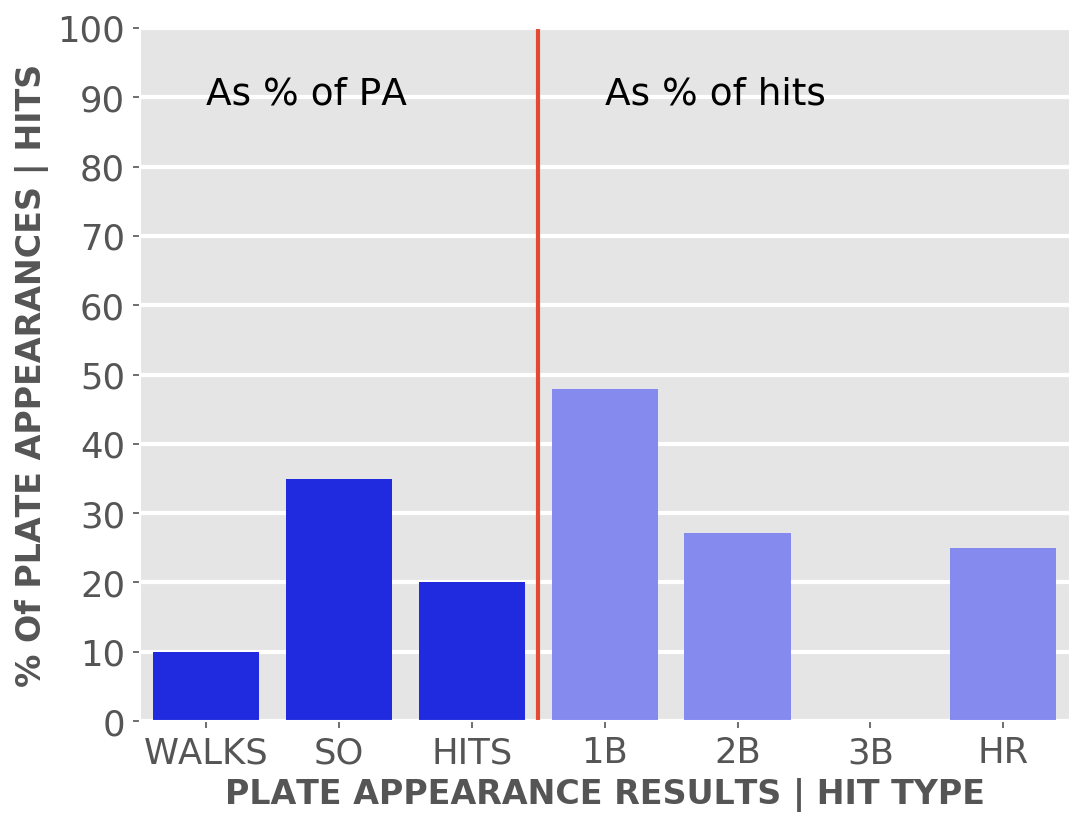 % Of PLATE APPEARANCES | HITS
100
90
80
70
60
50
40
30
20
10
0
As % of PA
As % of hits
WALKS SO HITS 1B 2B 3B HR
PLATE APPEARANCE RESULTS | HIT TYPE